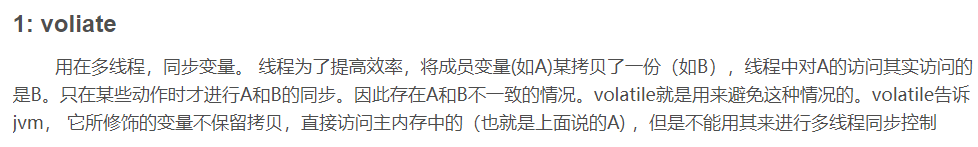 1: voliate
用在多线程，同步变量。 线程为了提高效率，将成员变量(如A)某拷贝了一份（如B），线程中对A的访问其实访问的
是B。只在某些动作时才进行A和B的同步。因此存在A和B不一致的情况。volatile就是用来避免这种情况的。volatile告诉
jvm， 它所修饰的变量不保留拷贝，直接访问主内存中的（也就是上面说的A) ，但是不能用其来进行多线程同步控制